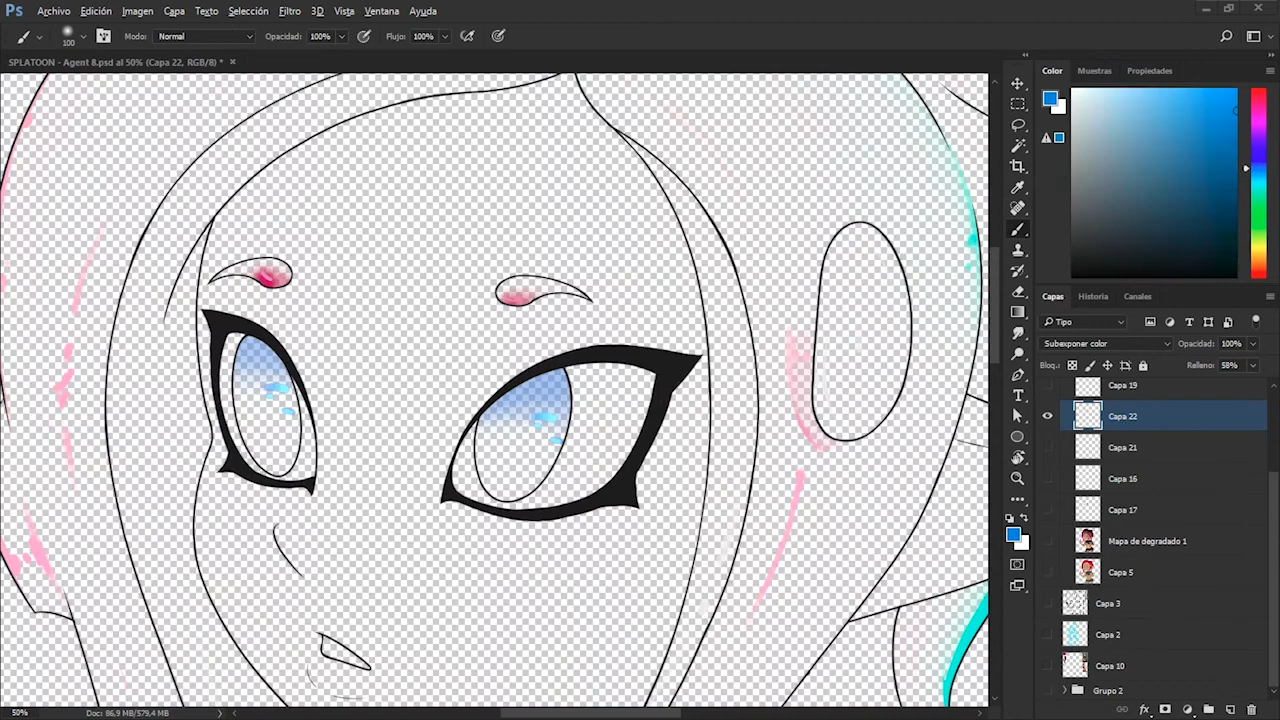 Ps Archivo Edición Imagen Capa Texto Selección Filtro 3D Vista Ventana Ayuda
100 Modo: Normal Opacidad: 100% Flujo: 100%
SPLATOON - Agent 8.psd al 50% (Capa 22, RGB/8) *
Color Muestras Propiedades
Capas Historia Canales
Tipo
Subexponer color Opacidad: 100%
Bloq.: Relleno: 58%
Capa 19
Capa 22
Capa 21
Capa 16
Capa 17
Mapa de degradado 1
Capa 5
Capa 3
Capa 2
Capa 10
Grupo 2
50% Doc: 86,9 MB/579,4 MB